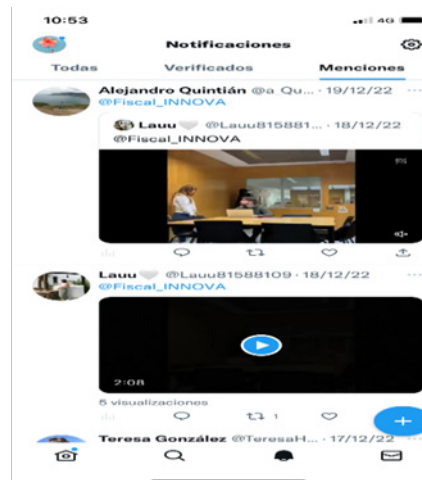 10:53
4G
Notificaciones
Todas Verificados Menciones
Alejandro Quintián @a Qu... · 19/12/22
@Fiscal_INNOVA
Lauu @Lauu815881... · 18/12/22
@Fiscal_INNOVA
Lauu @Lauu81588109 · 18/12/22
@Fiscal_INNOVA
2:08
5 visualizaciones
1
Teresa González @TeresaH... · 17/12/22